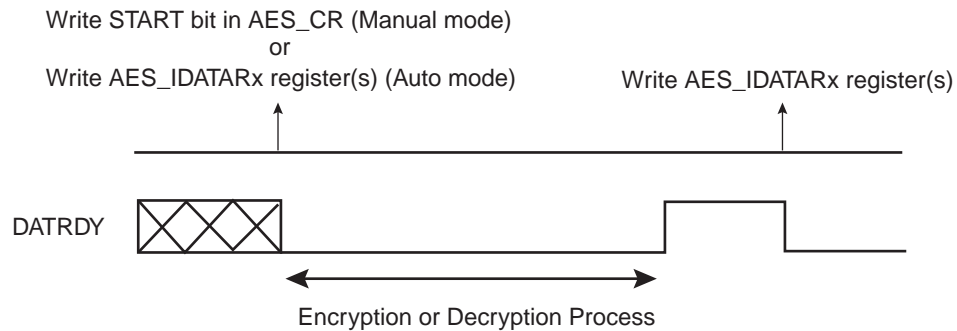 Write START bit in AES_CR (Manual mode)
or
Write AES_IDATARx register(s) (Auto mode)
Write AES_IDATARx register(s)
DATRDY
Encryption or Decryption Process